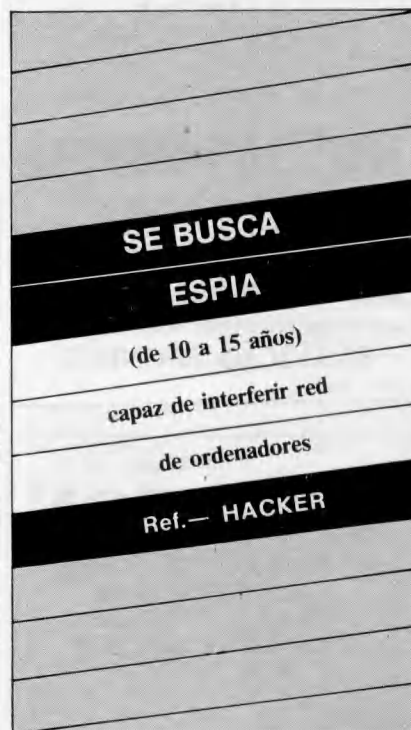 SE BUSCA
ESPIA
(de 10 a 15 años)
capaz de interferir red
de ordenadores
Ref.— HACKER